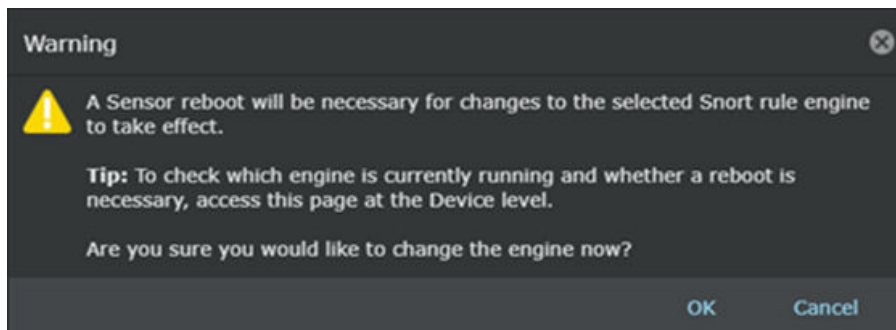 Warning
A Sensor reboot will be necessary for changes to the selected Snort rule engine
to take effect.
Tip: To check which engine is currently running and whether a reboot is
necessary, access this page at the Device level.
Are you sure you would like to change the engine now?
OK Cancel